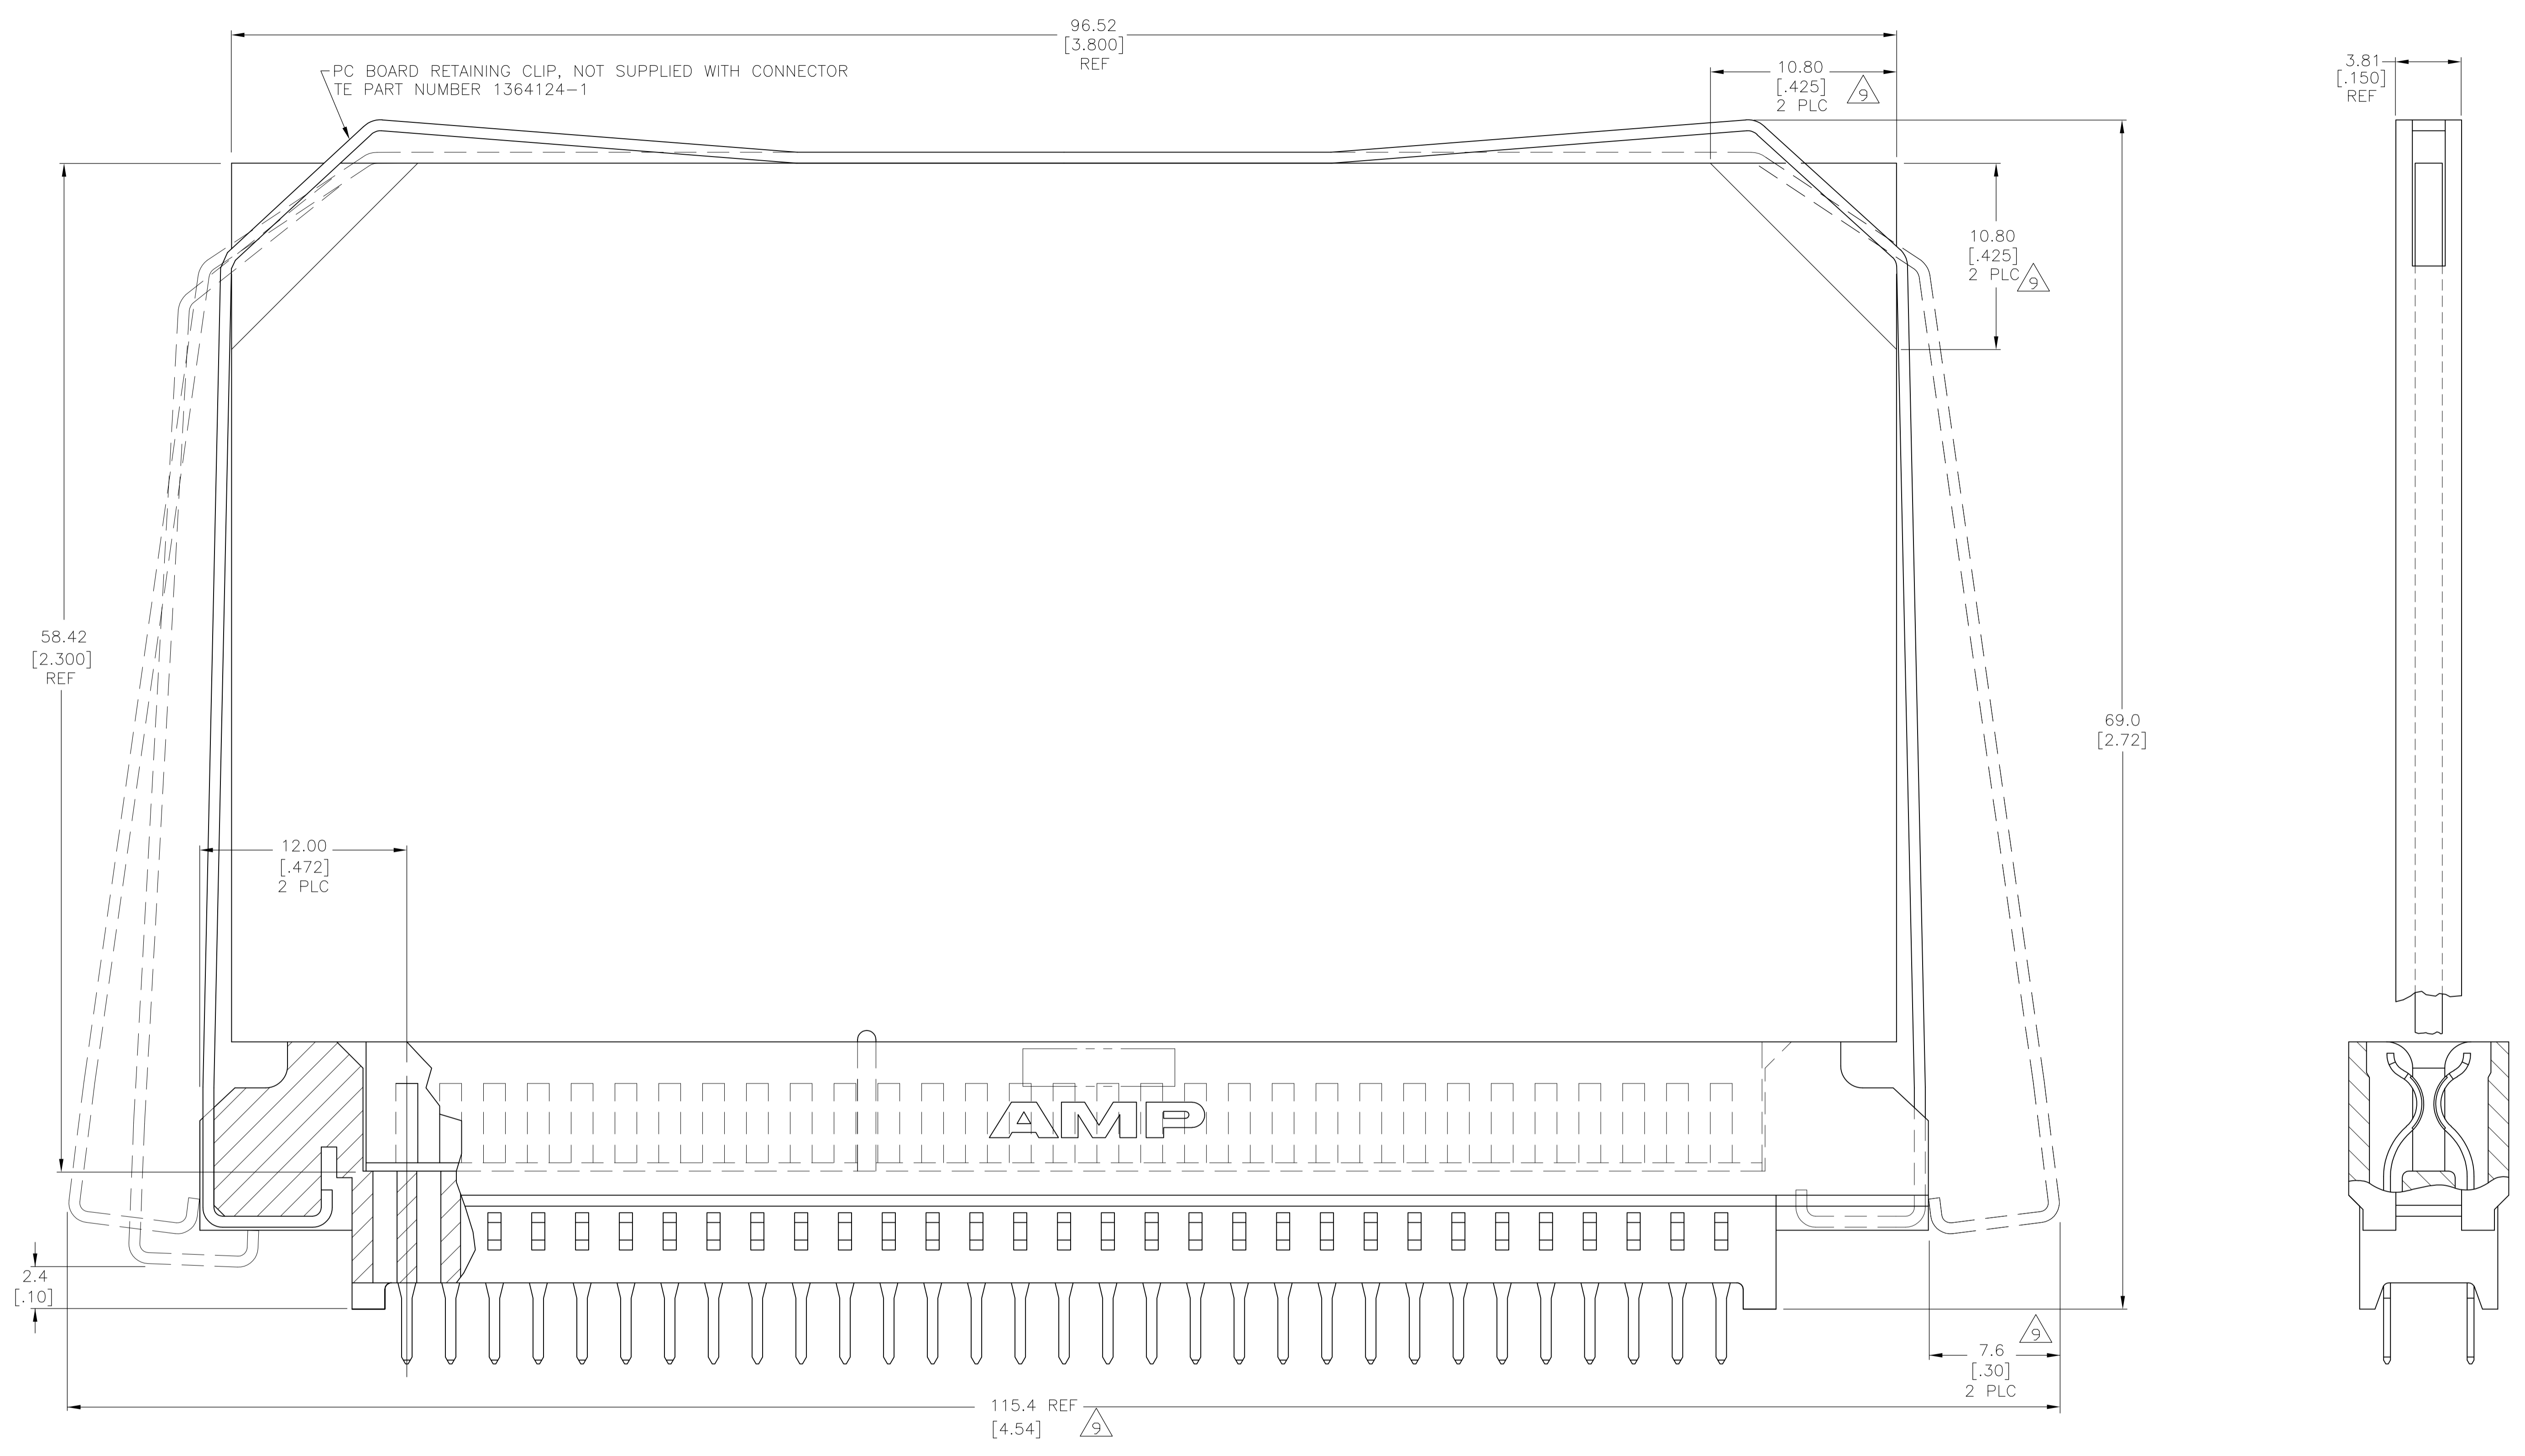 96.52
[3.800]
REF
PC BOARD RETAINING CLIP, NOT SUPPLIED WITH CONNECTOR
TE PART NUMBER 1364124-1
10.80
[.425]
2 PLC
9
3.81
[.150]
REF
10.80
[.425]
2 PLC
9
58.42
[2.300]
REF
69.0
[2.72]
12.00
[.472]
2 PLC
AMP
2.4
[.10]
9
7.6
[.30]
2 PLC
115.4 REF
[4.54]
9